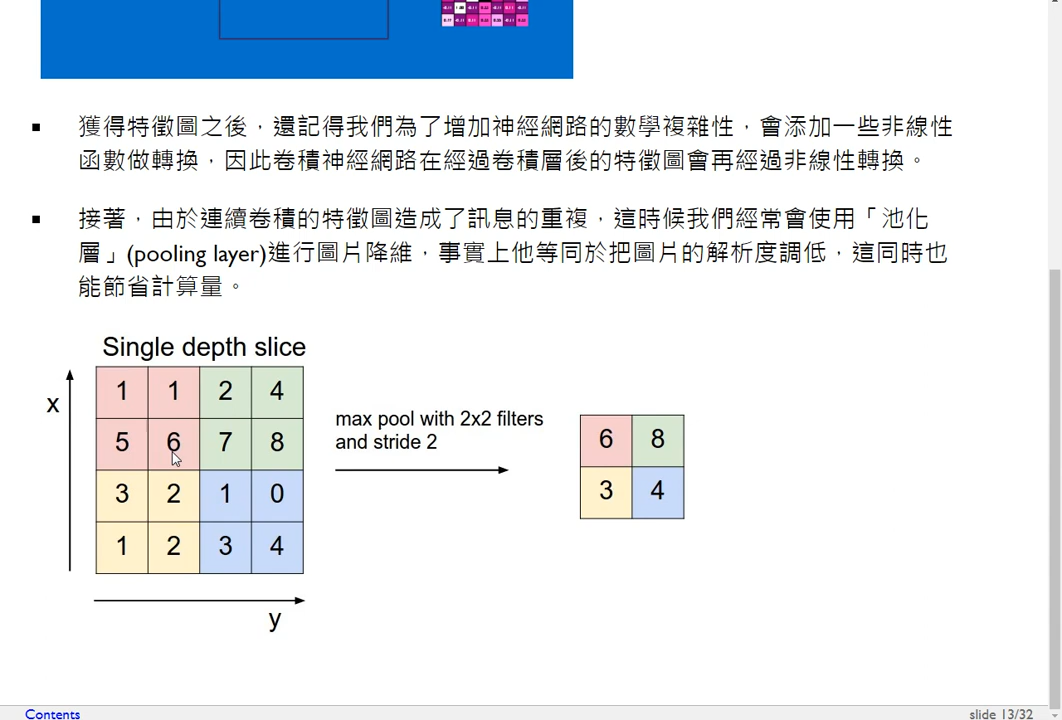 獲得特徵圖之後，還記得我們為了增加神經網路的數學複雜性，會添加一些非線性
函數做轉換，因此卷積神經網路在經過卷積層後的特徵圖會再經過非線性轉換。
接著，由於連續卷積的特徵圖造成了訊息的重複，這時候我們經常會使用「池化
層」(pooling layer)進行圖片降維，事實上他等同於把圖片的解析度調低，這同時也
能節省計算量。
Single depth slice
x
1 1 2 4
5 6 7 8
3 2 1 0
1 2 3 4
y
max pool with 2x2 filters
and stride 2
6 8
3 4
Contents
slide 13/32